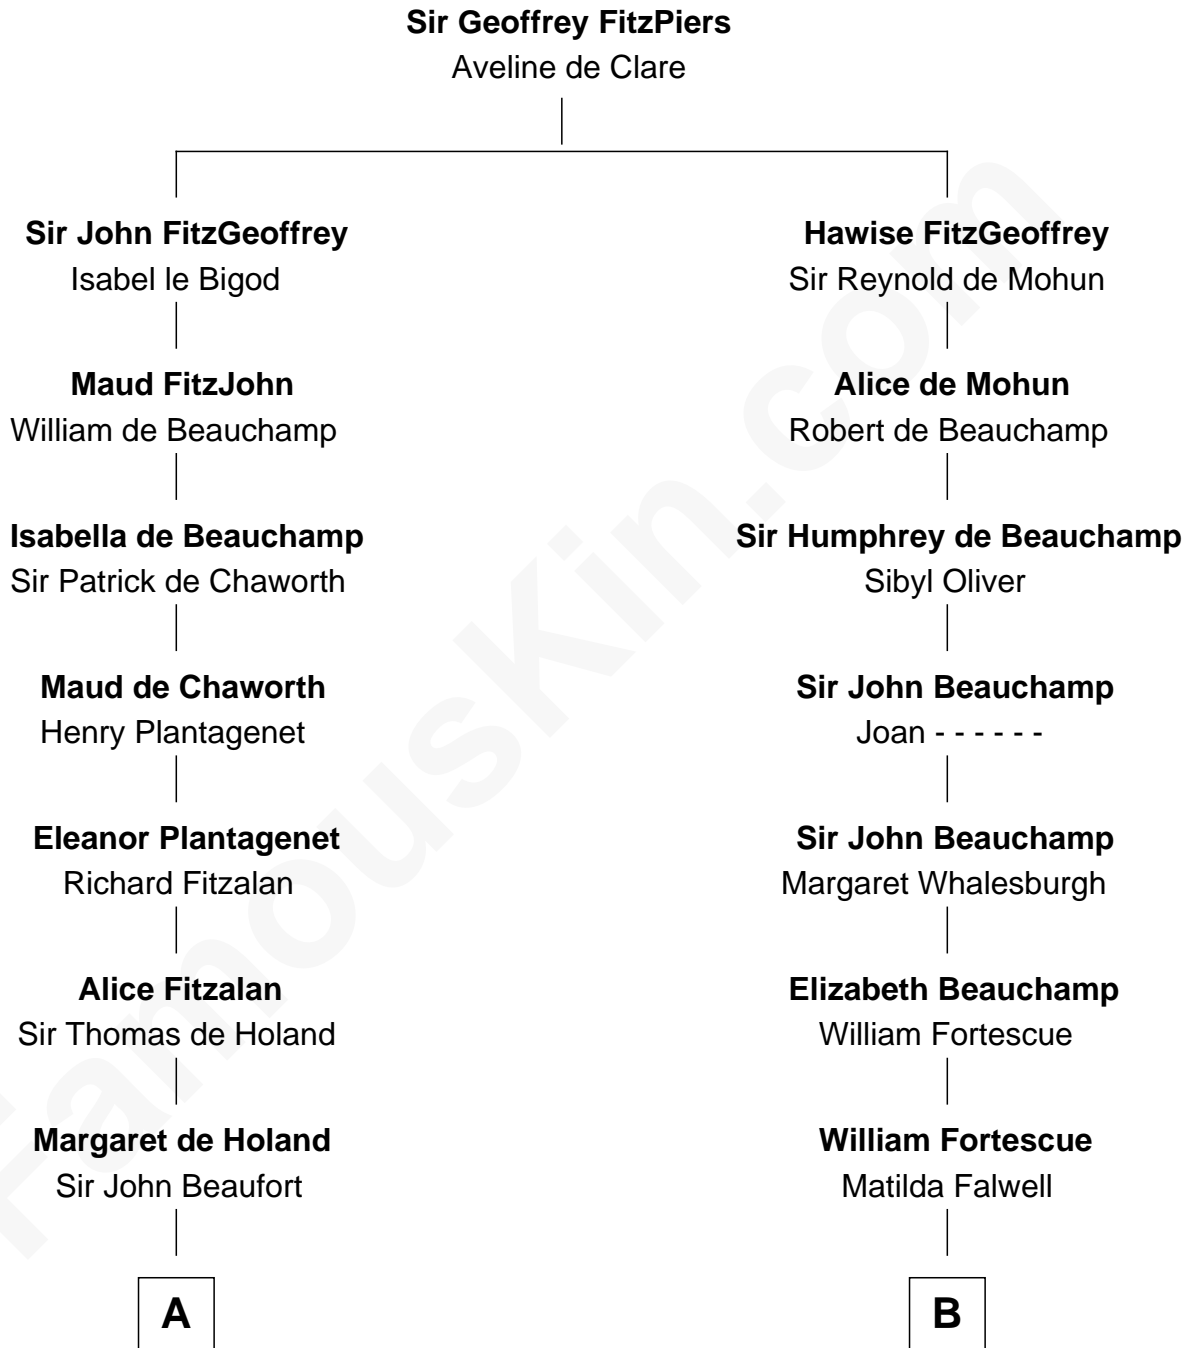 Sir Geoffrey FitzPiers
Aveline de Clare
Sir John FitzGeoffrey
Isabel le Bigod
Hawise FitzGeoffrey
Sir Reynold de Mohun
Maud FitzJohn
William de Beauchamp
Alice de Mohun
Robert de Beauchamp
Isabella de Beauchamp
Sir Patrick de Chaworth
Sir Humphrey de Beauchamp
Sibyl Oliver
Maud de Chaworth
Henry Plantagenet
Sir John Beauchamp
Joan - - - - - -
Eleanor Plantagenet
Richard Fitzalan
Sir John Beauchamp
Margaret Whalesburgh
Alice Fitzalan
Sir Thomas de Holand
Elizabeth Beauchamp
William Fortescue
Margaret de Holand
Sir John Beaufort
William Fortescue
Matilda Falwell
A
B
FamousKin.com